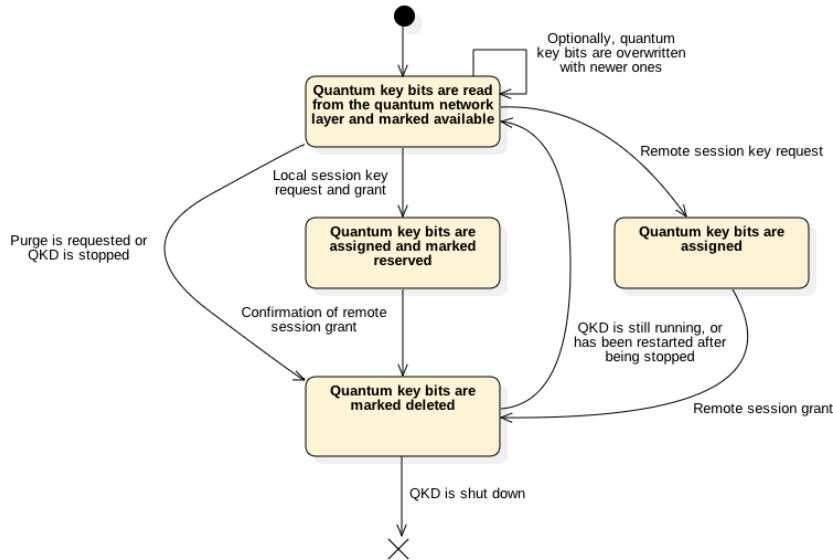 Optionally, quantum
key bits are overwritten
with newer ones
Quantum key bits are read
from the quantum network
layer and marked available
Remote session key request
Local session key
request and grant
Purge is requested or
QKD is stopped
Quantum key bits are
assigned and marked
reserved
Quantum key bits are
assigned
Confirmation of remote
session grant
QKD is still running, or
has been restarted after
being stopped
Quantum key bits are
marked deleted
Remote session grant
QKD is shut down